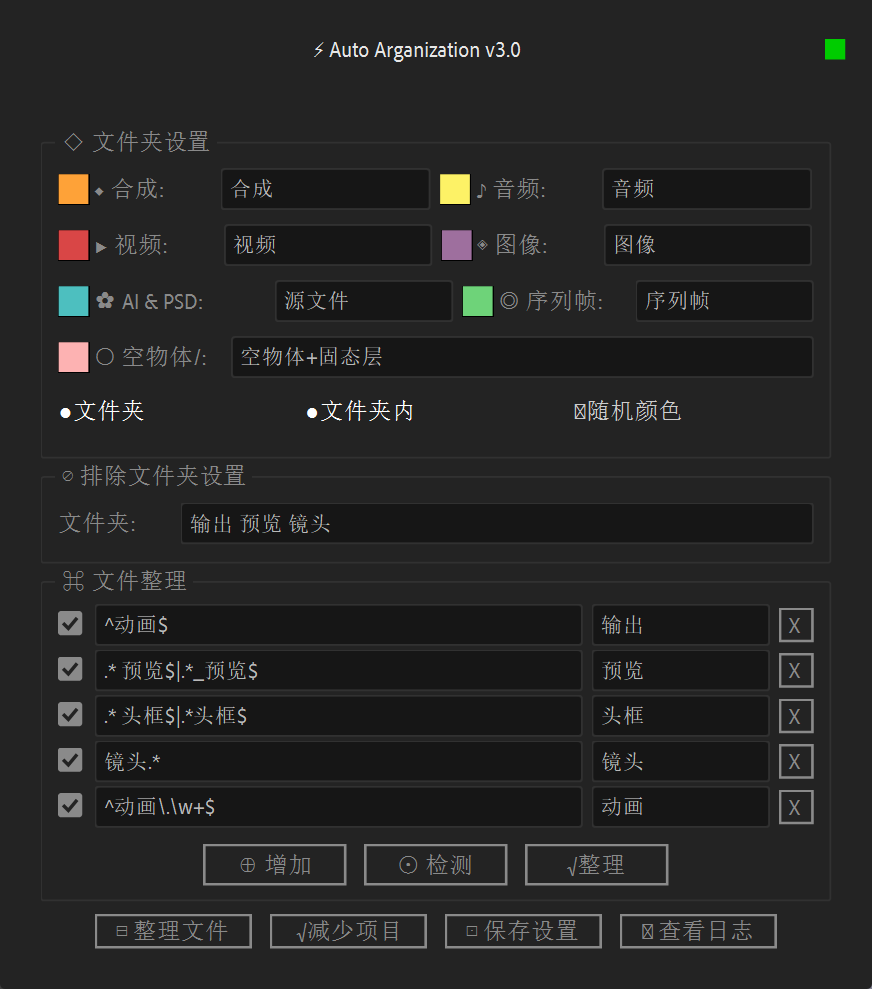 ⚡ Auto Arganization v3.0
◇ 文件夹设置
◆ 合成: 合成 ♪ 音频: 音频
▶ 视频: 视频 ◈ 图像: 图像
✿ AI & PSD: 源文件 ◎ 序列帧: 序列帧
〇 空物体/: 空物体+固态层
●文件夹 ●文件夹内 随机颜色
⊘ 排除文件夹设置
文件夹: 输出 预览 镜头
⌘ 文件整理
^动画$ 输出 X
.* 预览$|.*_预览$ 预览 X
.* 头框$|.*头框$ 头框 X
镜头.* 镜头 X
^动画\.\w+$ 动画 X
⊕ 增加 ⊙ 检测 √整理
⊟ 整理文件 √减少项目 ⊡ 保存设置 查看日志